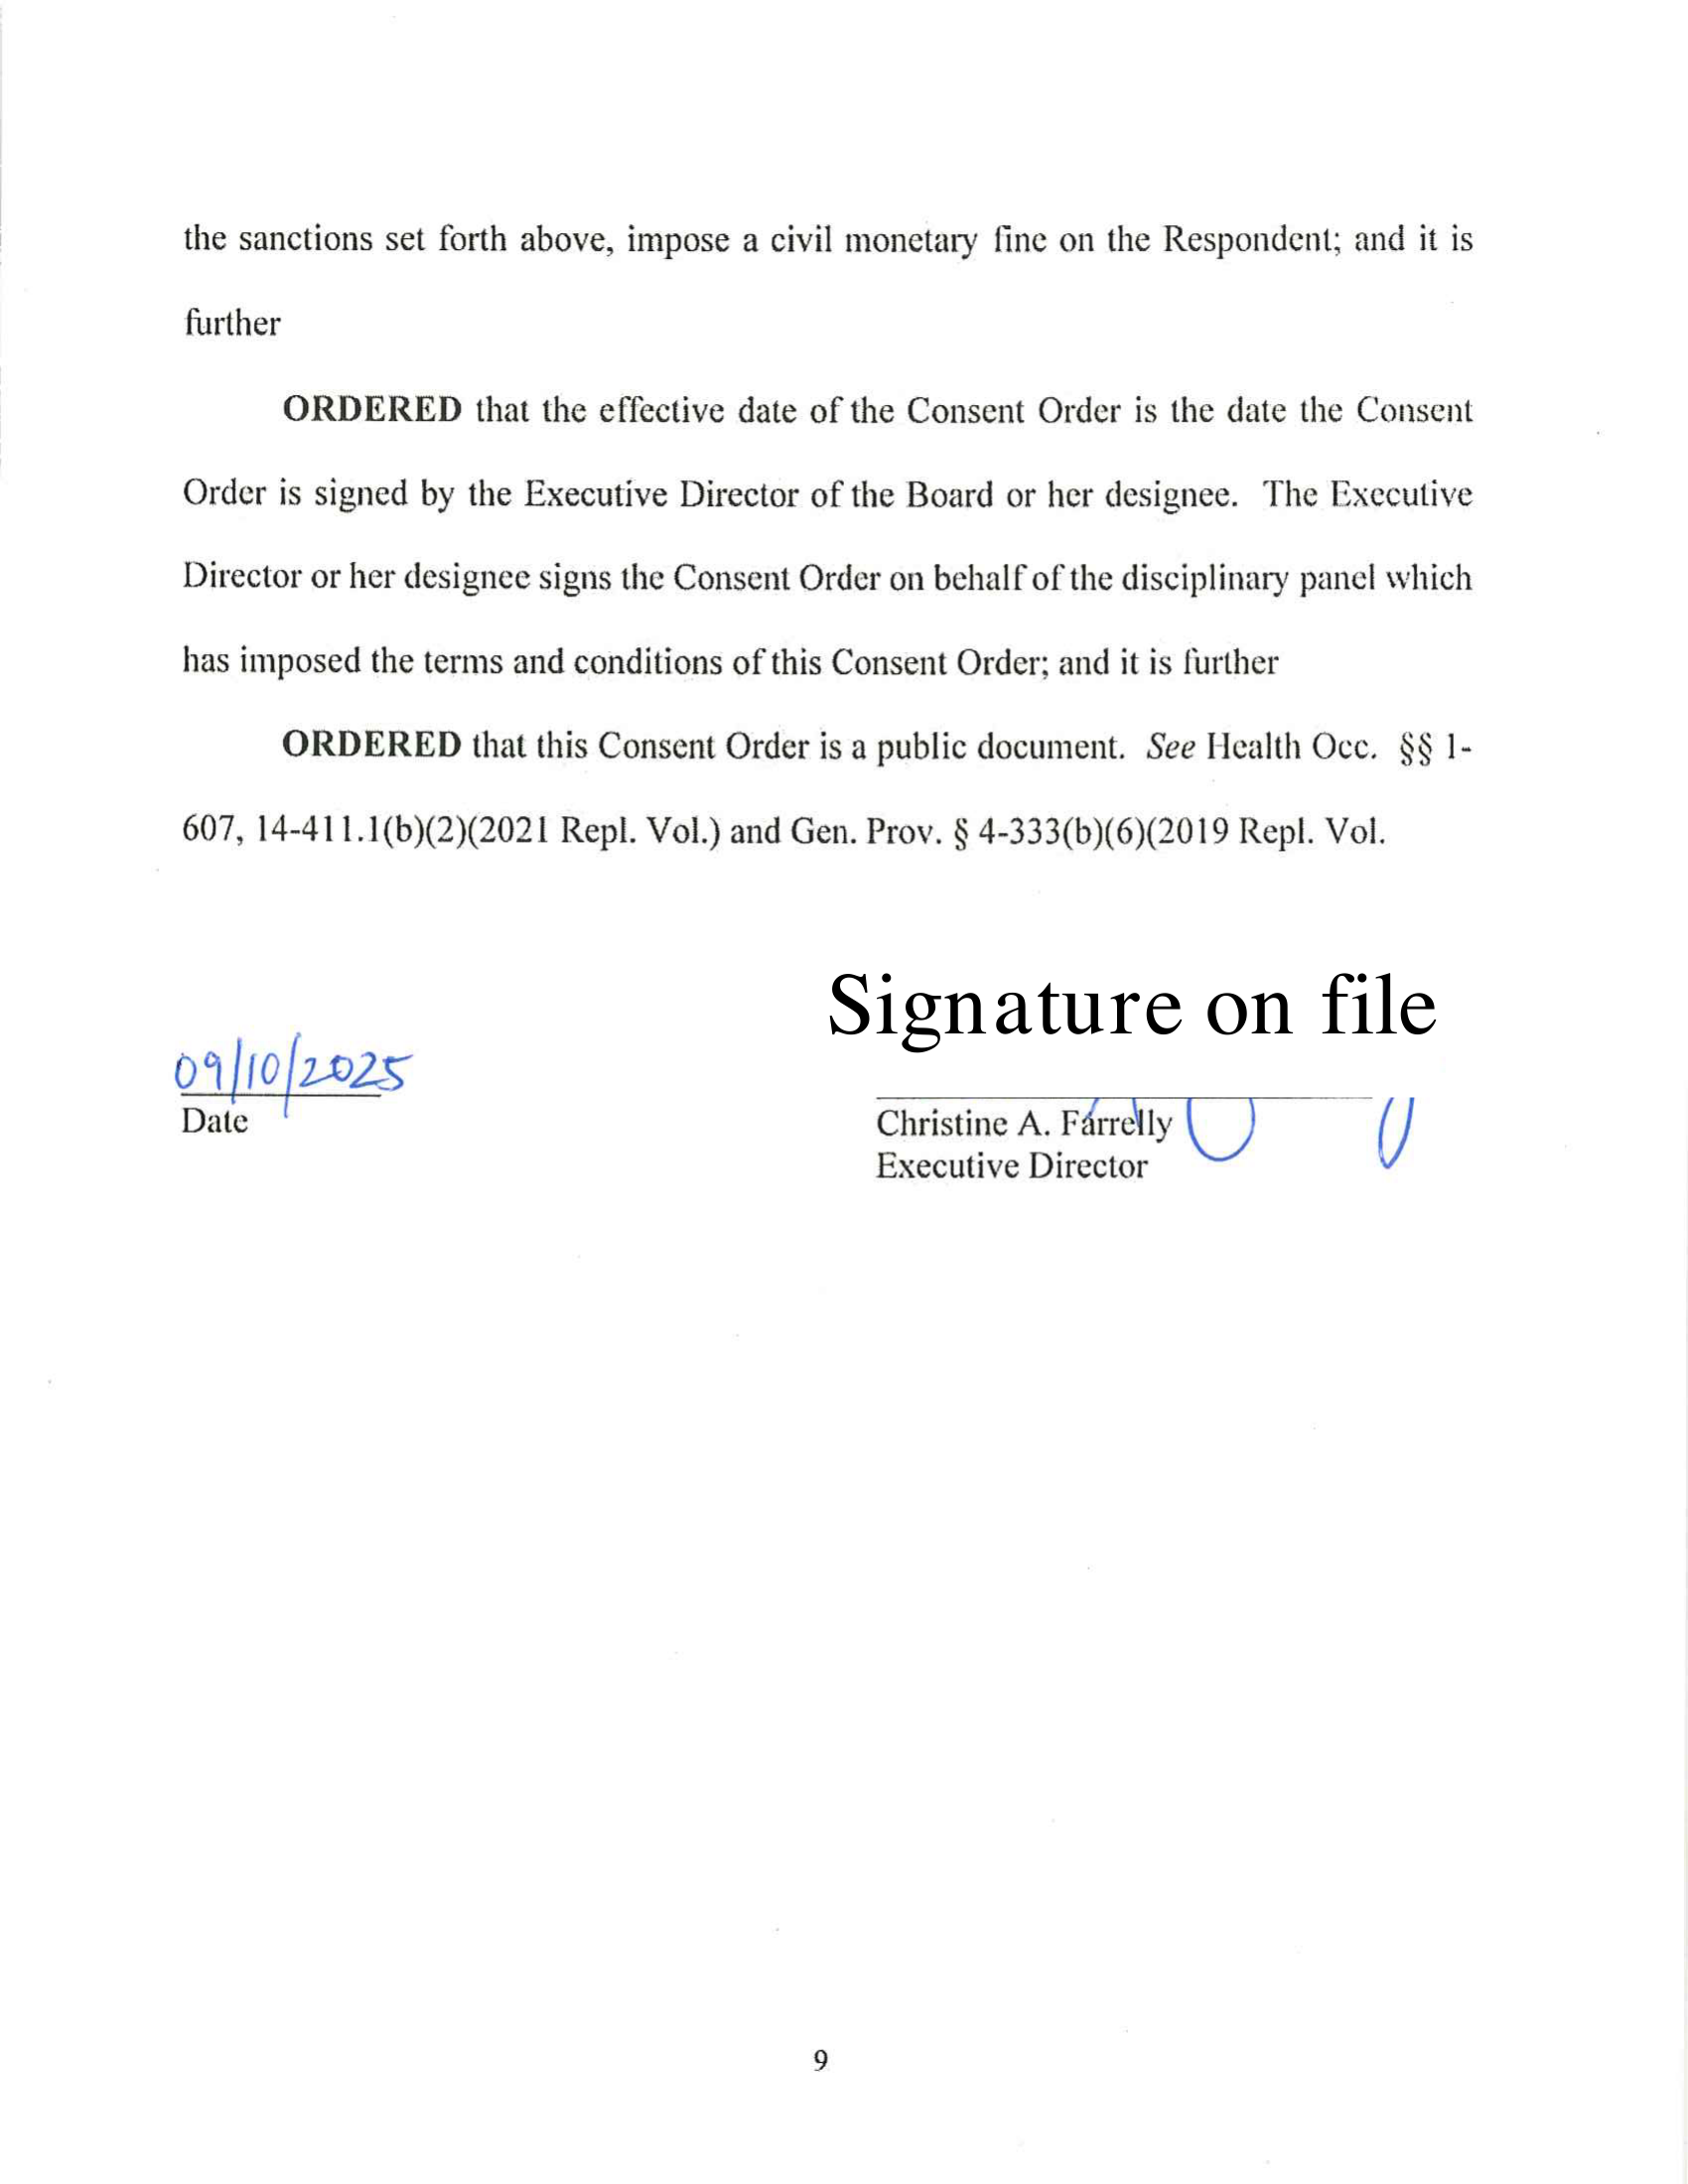 the sanctions set forth above, impose a civil monetary fine on the Respondent; and it is
further
ORDERED that the effective date of the Consent Order is the date the Consent
Order is signed by the Executive Director of the Board or her designee. The Executive
Director or her designee signs the Consent Order on behalf of the disciplinary panel which
has imposed the terms and conditions of this Consent Order; and it is further
ORDERED that this Consent Order is a public document. See Health Occ. §§ 1-
607, 14-411.1(b)(2)(2021 Repl. Vol.) and Gen. Prov. § 4-333(b)(6)(2019 Repl. Vol.
Signature on file
09/10/2025
Date
Christine A. Farrelly
Executive Director
9